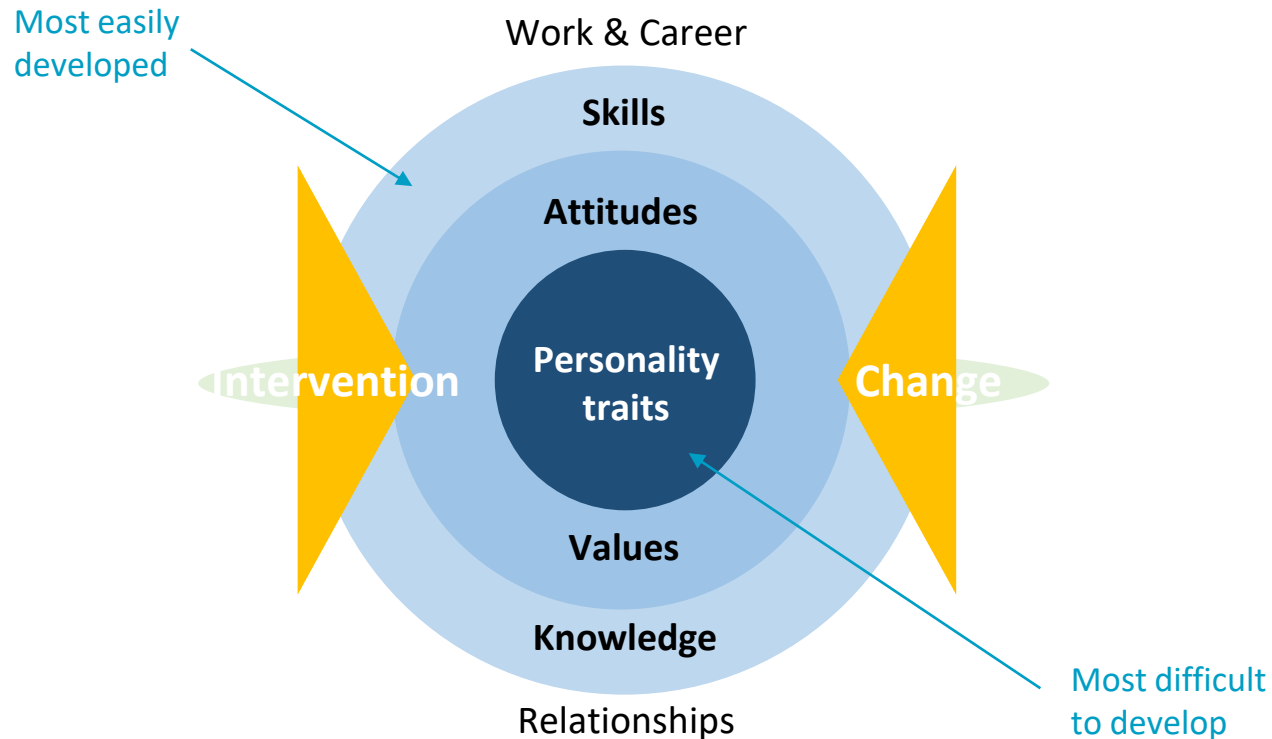 Most easily
developed
Work & Career
Skills
Attitudes
Intervention
Personality
traits
Change
Values
Knowledge
Relationships
Most difficult
to develop